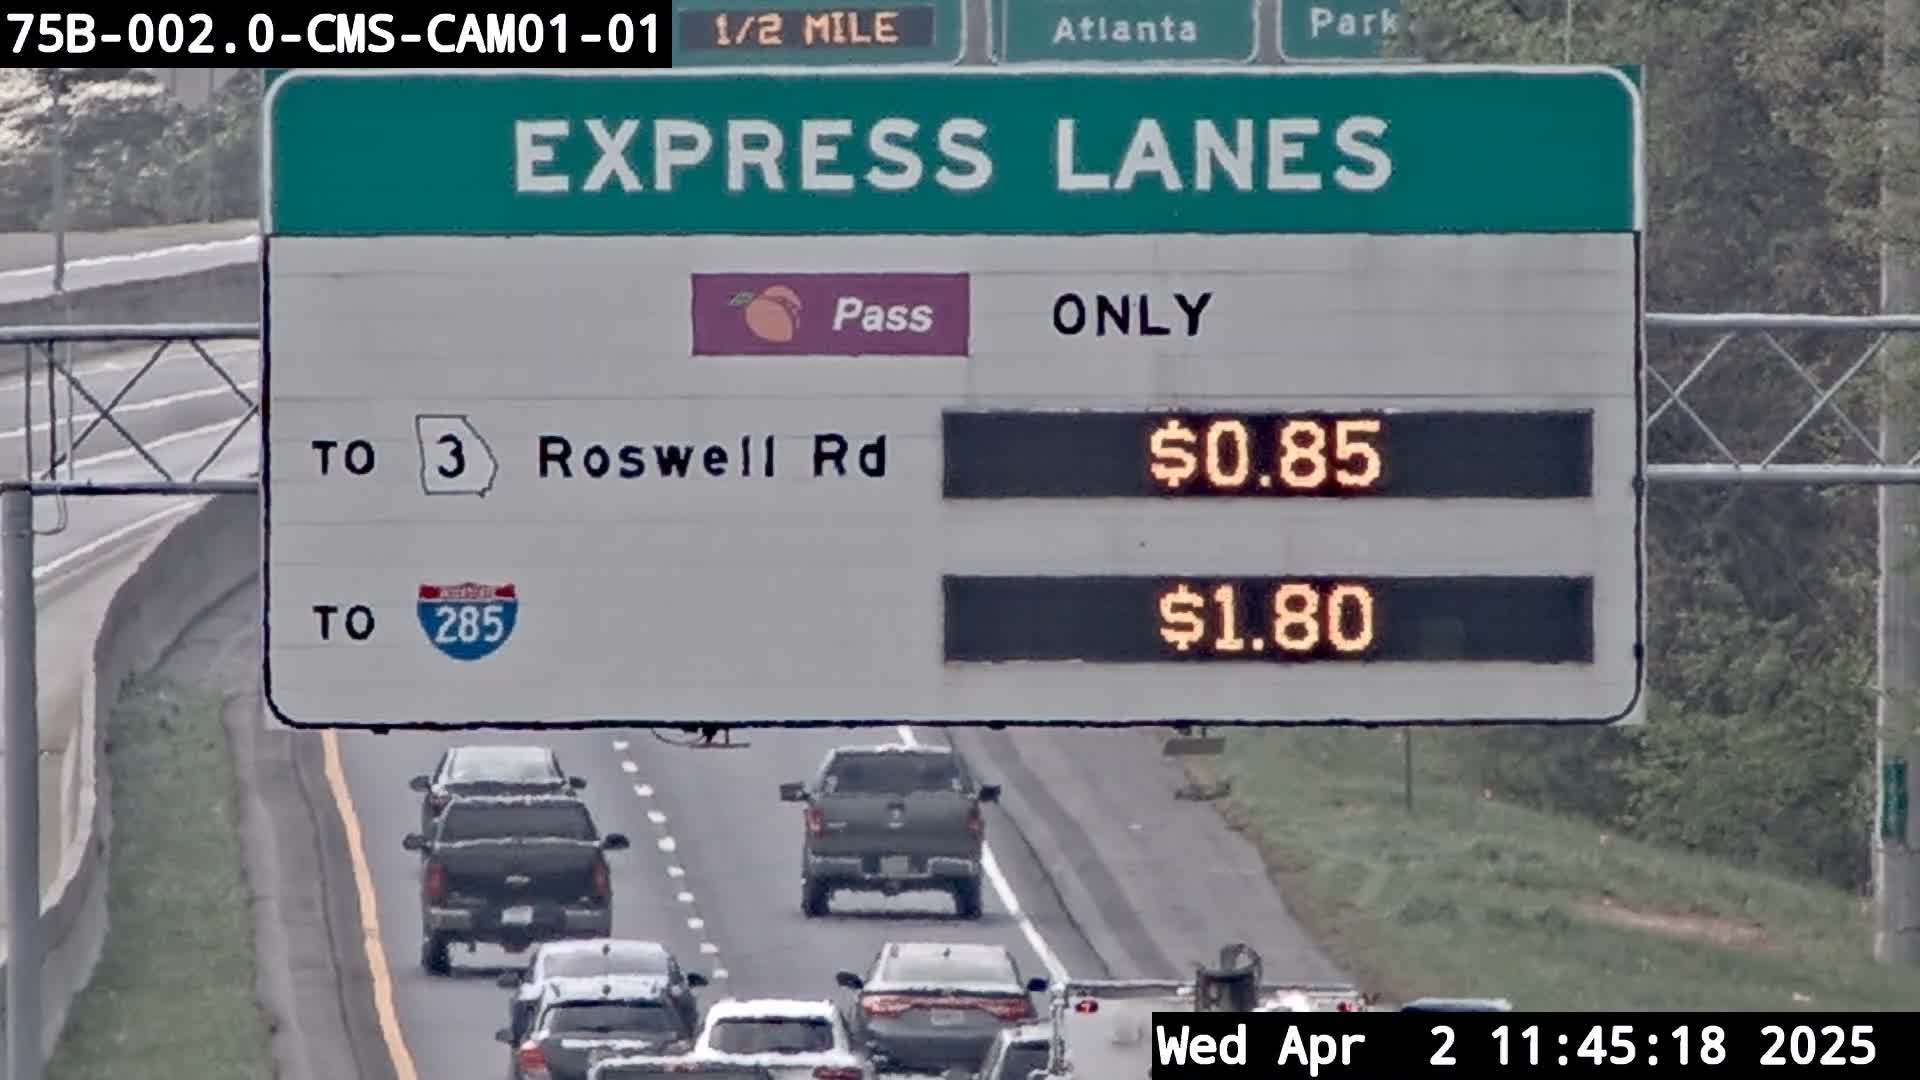 75B-002.0-CMS-CAM01-01
1/2 MILE
Atlanta
Park
EXPRESS LANES
Pass ONLY
TO 3 Roswell Rd $0.85
TO INTERSTATE 285 $1.80
Wed Apr 2 11:45:18 2025